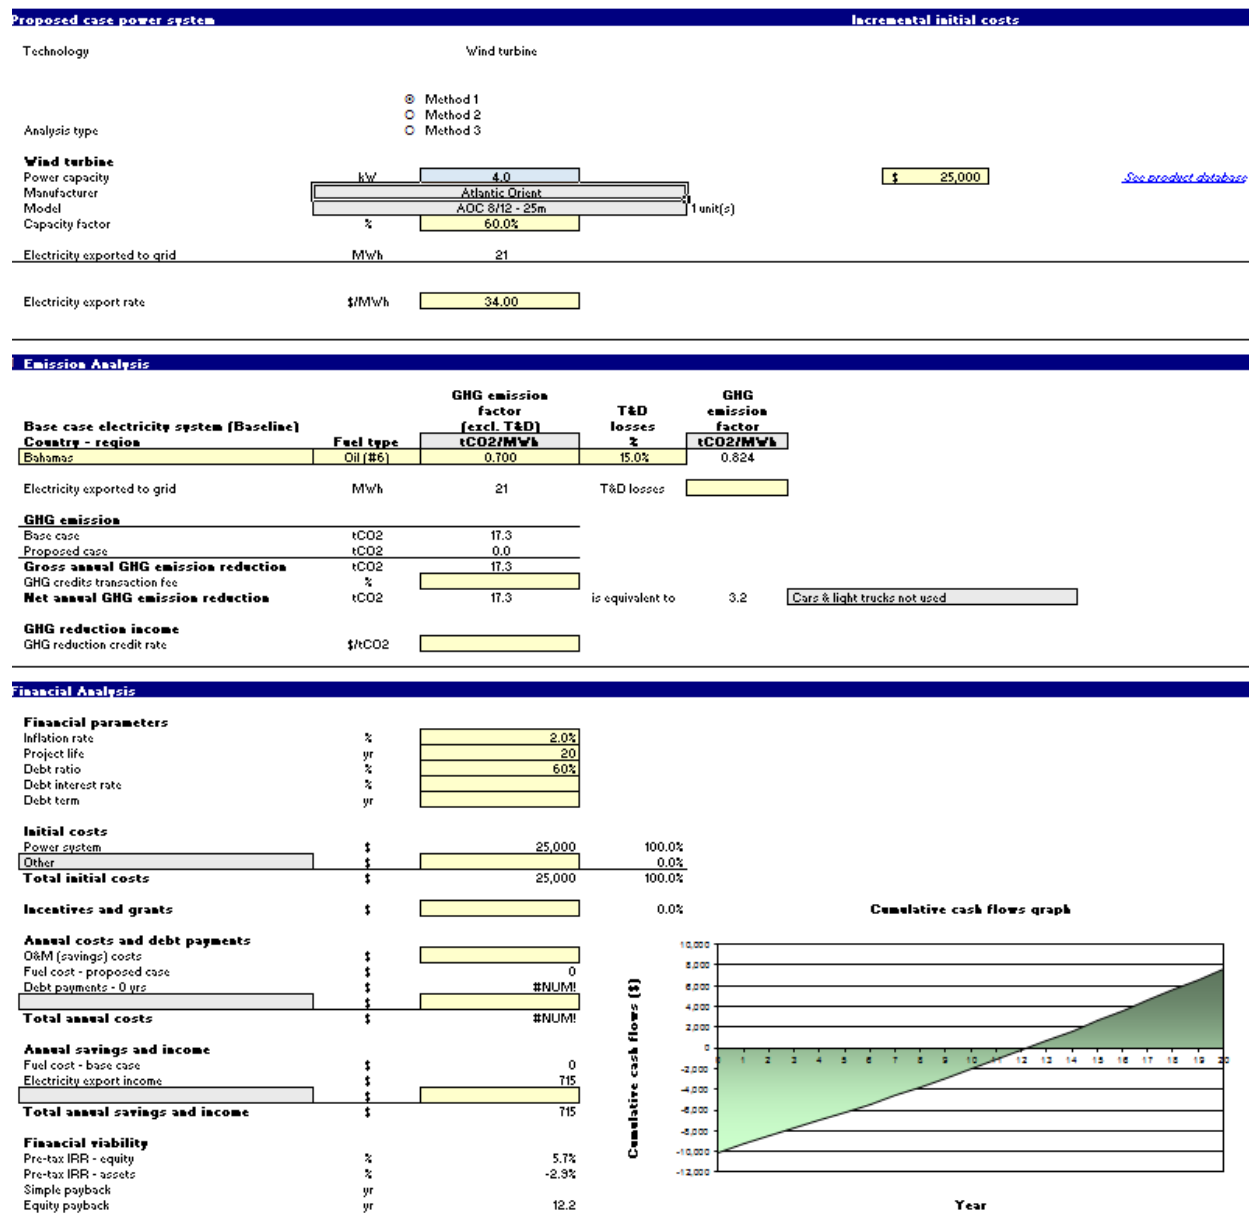 Proposed case power system Incremental initial costs
Technology Wind turbine
Method 1
Method 2
Analysis type Method 3
Wind turbine
Power capacity kW 4.0 $ 25,000 See product database
Manufacturer Atlantic Orient
Model AOC 8/12 - 25m 1 unit(s)
Capacity factor % 60.0%
Electricity exported to grid MWh 21
Electricity export rate $/MWh 34.00
Emission Analysis
GHG emission GHG
factor T&D emission
Base case electricity system (Baseline) (excl. T&D) losses factor
Country - region Fuel type tCO2/MWh % tCO2/MWh
Bahamas Oil (#6) 0.700 15.0% 0.824
Electricity exported to grid MWh 21 T&D losses
GHG emission
Base case tCO2 17.3
Proposed case tCO2 0.0
Gross annual GHG emission reduction tCO2 17.3
GHG credits transaction fee %
Net annual GHG emission reduction tCO2 17.3 is equivalent to 3.2 Cars & light trucks not used
GHG reduction income
GHG reduction credit rate $/tCO2
Financial Analysis
Financial parameters
Inflation rate % 2.0%
Project life yr 20
Debt ratio % 60%
Debt interest rate %
Debt term yr
Initial costs
Power system $ 25,000 100.0%
Other $ 0.0%
Total initial costs $ 25,000 100.0%
Incentives and grants $ 0.0%
Annual costs and debt payments
O&M (savings) costs $
Fuel cost - proposed case $ 0
Debt payments - 0 yrs $ #NUM!
$
Total annual costs $ #NUM!
Annual savings and income
Fuel cost - base case $ 0
Electricity export income $ 715
$
Total annual savings and income $ 715
Financial viability
Pre-tax IRR - equity % 5.7%
Pre-tax IRR - assets % -2.9%
Simple payback yr
Equity payback yr 12.2
Cumulative cash flows graph
Cumulative cash flows ($)
10,000
8,000
6,000
4,000
2,000
0
-2,000
-4,000
-6,000
-8,000
-10,000
-12,000
0 1 2 3 4 5 6 7 8 9 10 11 12 13 14 15 16 17 18 19 20
Year